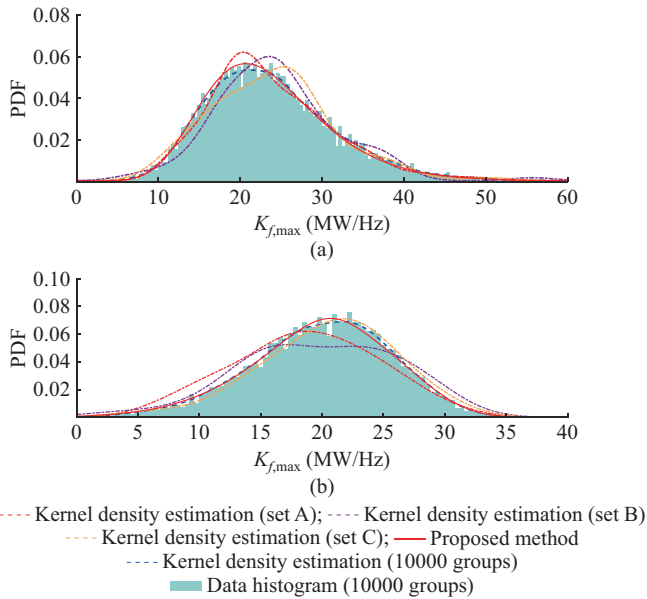 0.08
0.06
0.04
0.02
PDF
0 10 20 30 40 50 60
K_{f,max} (MW/Hz)
(a)
0.10
0.08
0.06
0.04
0.02
PDF
0 5 10 15 20 25 30 35 40
K_{f,max} (MW/Hz)
(b)
Kernel density estimation (set A); Kernel density estimation (set B)
Kernel density estimation (set C); Proposed method
Kernel density estimation (10000 groups)
Data histogram (10000 groups)